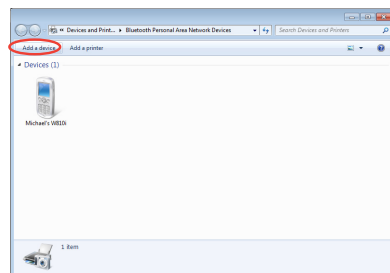 Devices and Print... ▸ Bluetooth Personal Area Network Devices
Search Devices and Printers
Add a device
Add a printer
Devices (1)
Michael's W810i
1 item